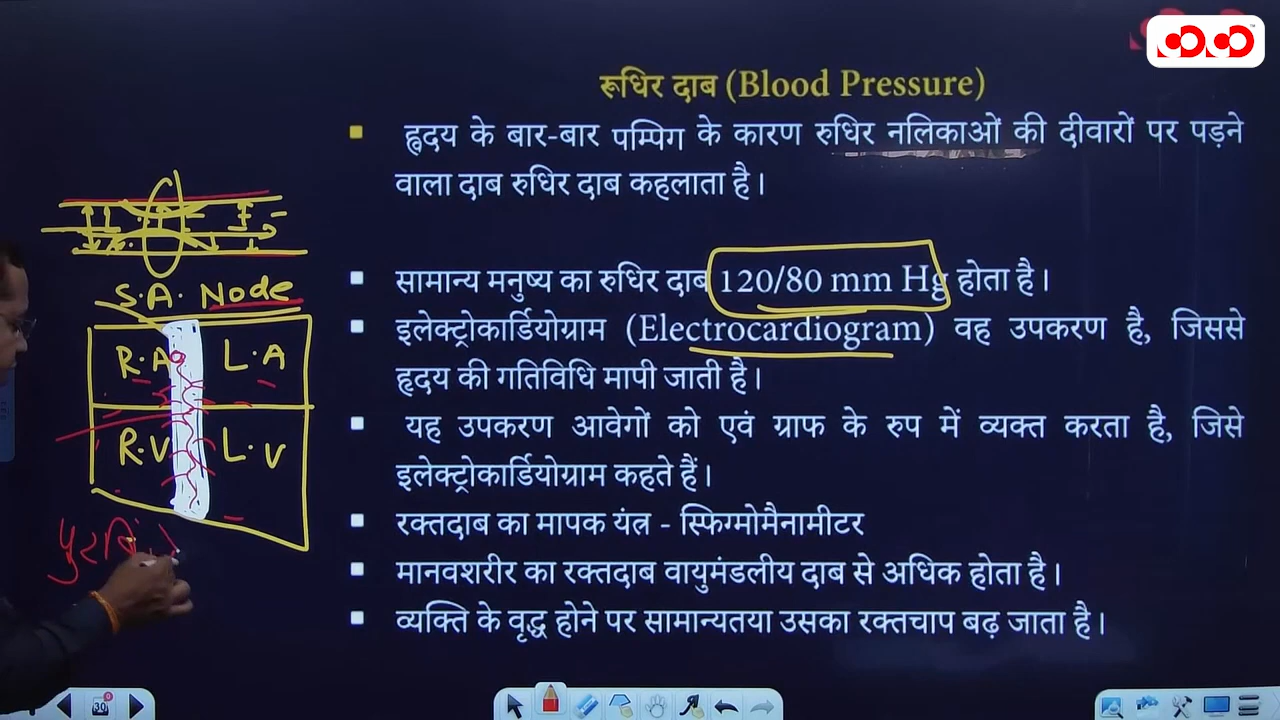 रूधिर दाब (Blood Pressure)
ह्रदय के बार-बार पम्पिग के कारण रुधिर नलिकाओं की दीवारों पर पड़ने
वाला दाब रुधिर दाब कहलाता है।
सामान्य मनुष्य का रुधिर दाब 120/80 mm Hg होता है।
इलेक्ट्रोकार्डियोग्राम (Electrocardiogram) वह उपकरण है, जिससे
हृदय की गतिविधि मापी जाती है।
यह उपकरण आवेगों को एवं ग्राफ के रुप में व्यक्त करता है, जिसे
इलेक्ट्रोकार्डियोग्राम कहते हैं।
रक्तदाब का मापक यंत्र - स्फिग्मोमैनामीटर
मानवशरीर का रक्तदाब वायुमंडलीय दाब से अधिक होता है।
व्यक्ति के वृद्ध होने पर सामान्यतया उसका रक्तचाप बढ़ जाता है।
S.A. Node
R.A L.A
R.V L.V
30